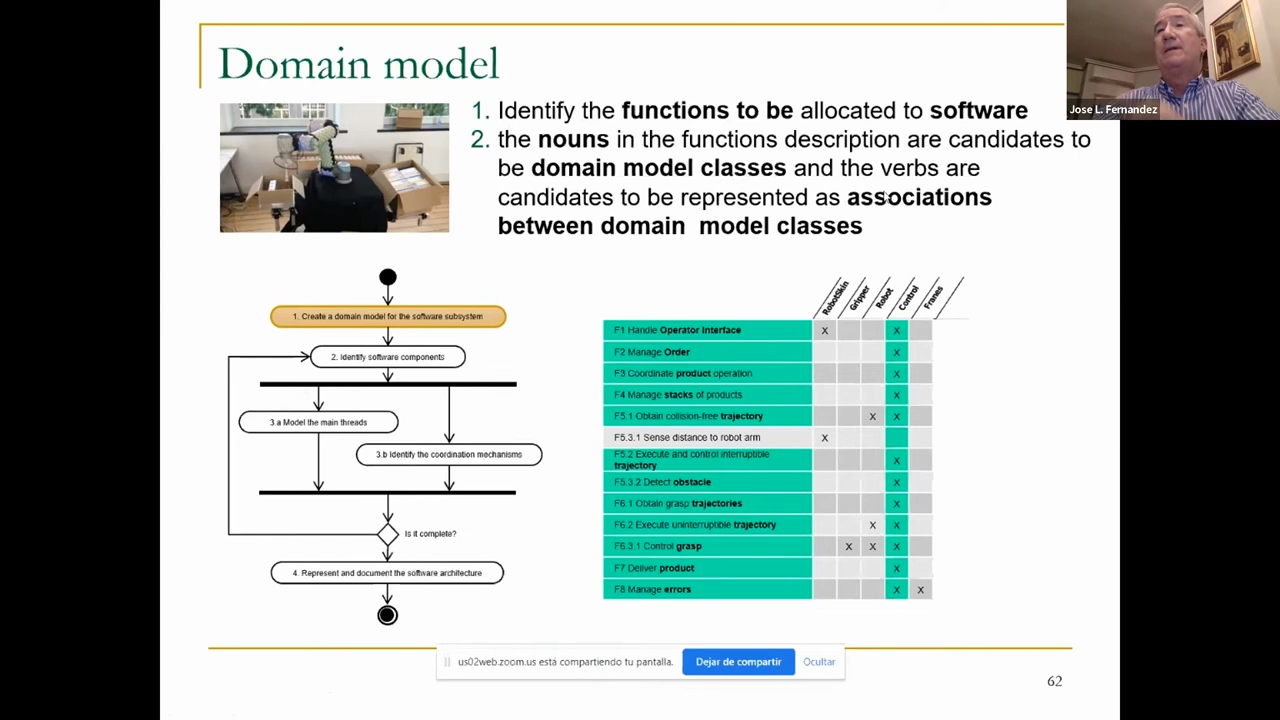 Domain model
Jose L. Fernandez
1. Identify the functions to be allocated to software
2. the nouns in the functions description are candidates to
be domain model classes and the verbs are
candidates to be represented as associations
between domain model classes
1. Create a domain model for the software subsystem
2. Identify software components
3.a Model the main threads
3.b Identify the coordination mechanisms
Is it complete?
4. Represent and document the software architecture
RobotSkin Gripper Robot Control Franes
F1 Handle Operator Interface X X
F2 Manage Order X
F3 Coordinate product operation X
F4 Manage stacks of products X
F5.1 Obtain collision-free trajectory X X
F5.3.1 Sense distance to robot arm X
F5.2 Execute and control interruptible
trajectory X
F5.3.2 Detect obstacle X
F6.1 Obtain grasp trajectories X
F6.2 Execute uninterruptible trajectory X X
F6.3.1 Control grasp X X X
F7 Deliver product X
F8 Manage errors X X
us02web.zoom.us está compartiendo tu pantalla. Dejar de compartir Ocultar
62